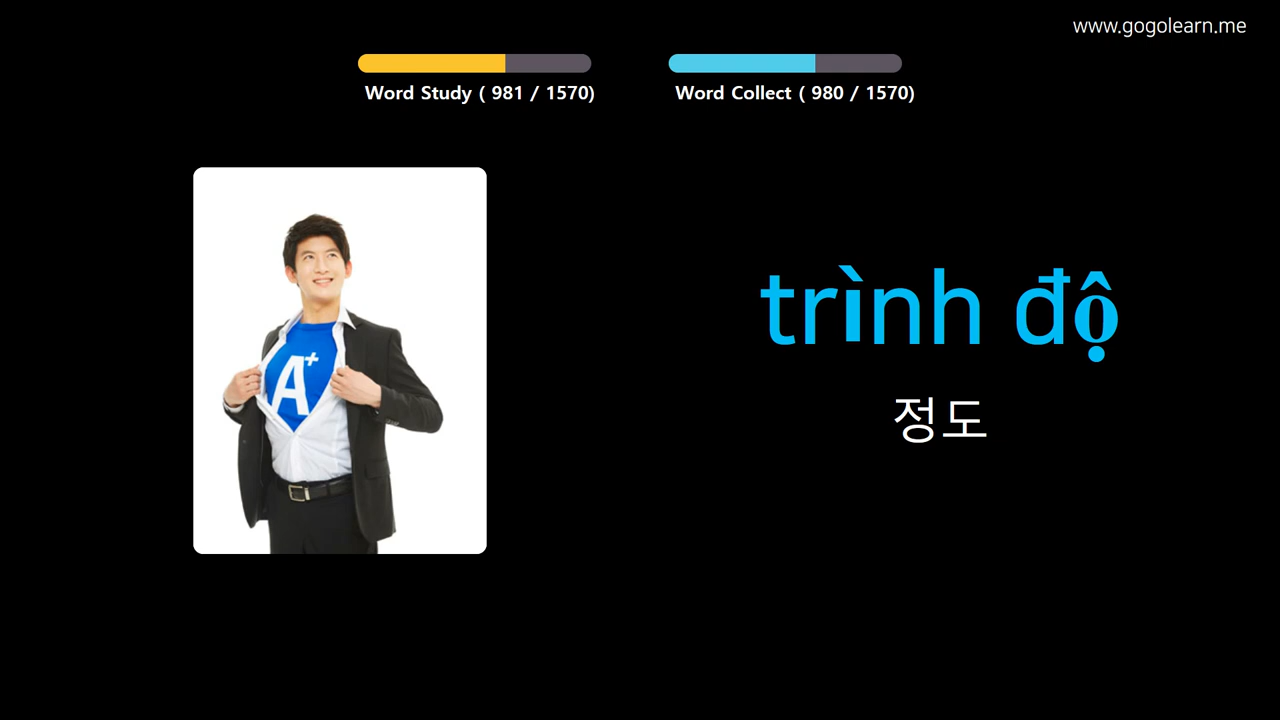 www.gogolearn.me
Word Study ( 981 / 1570)
Word Collect ( 980 / 1570)
A+
trình độ
정도